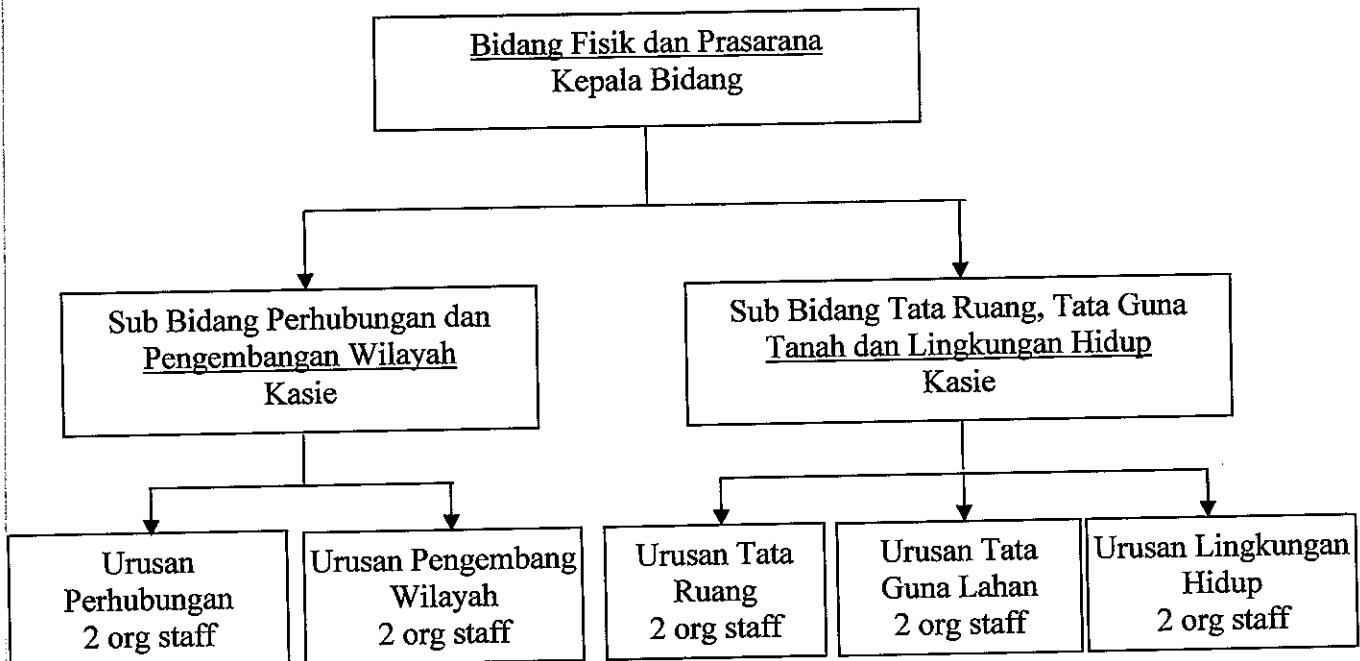 Bidang Fisik dan Prasarana
Kepala Bidang
Sub Bidang Perhubungan dan
Pengembangan Wilayah
Kasie
Sub Bidang Tata Ruang, Tata Guna
Tanah dan Lingkungan Hidup
Kasie
Urusan
Perhubungan
2 org staff
Urusan Pengembang
Wilayah
2 org staff
Urusan Tata
Ruang
2 org staff
Urusan Tata
Guna Lahan
2 org staff
Urusan Lingkungan
Hidup
2 org staff